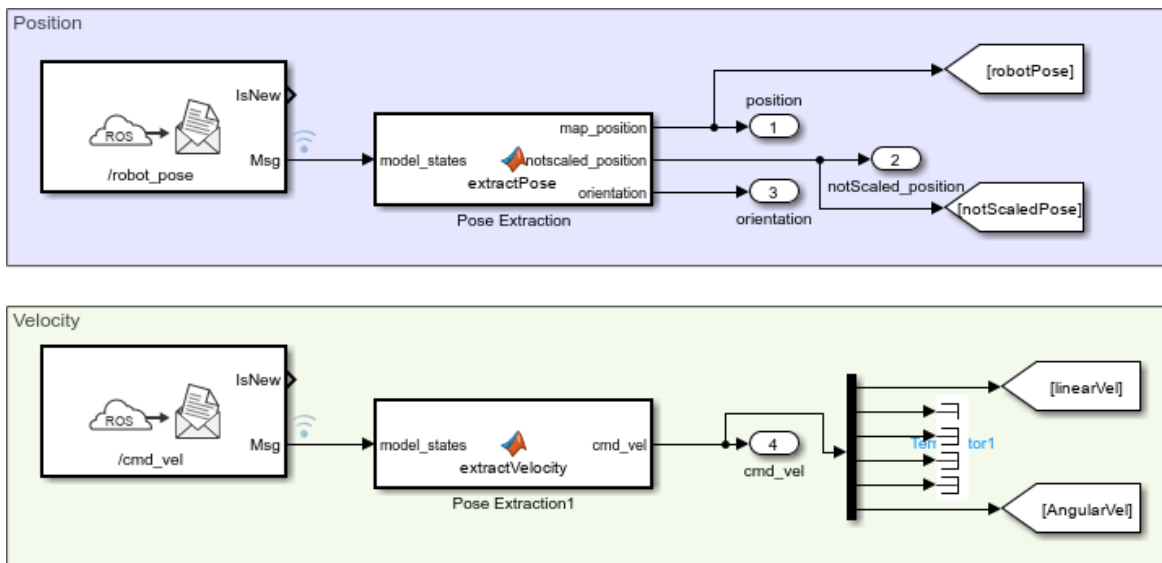 Position
IsNew
ROS
Msg
/robot_pose
model_states
map_position
notscaled_position
orientation
extractPose
Pose Extraction
position
1
2
notScaled_position
3
orientation
[robotPose]
[notScaledPose]
Velocity
IsNew
ROS
Msg
/cmd_vel
model_states
cmd_vel
extractVelocity
Pose Extraction1
4
cmd_vel
[linearVel]
[AngularVel]